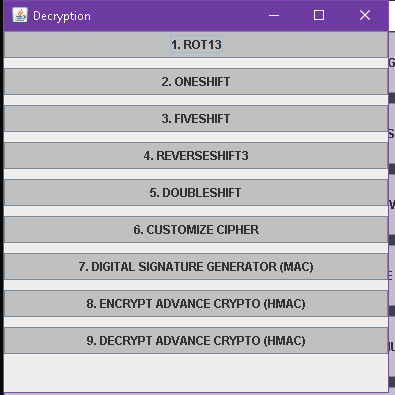 Decryption
1. ROT13
2. ONESHIFT
3. FIVESHIFT
4. REVERSESHIFT3
5. DOUBLESHIFT
6. CUSTOMIZE CIPHER
7. DIGITAL SIGNATURE GENERATOR (MAC)
8. ENCRYPT ADVANCE CRYPTO (HMAC)
9. DECRYPT ADVANCE CRYPTO (HMAC)